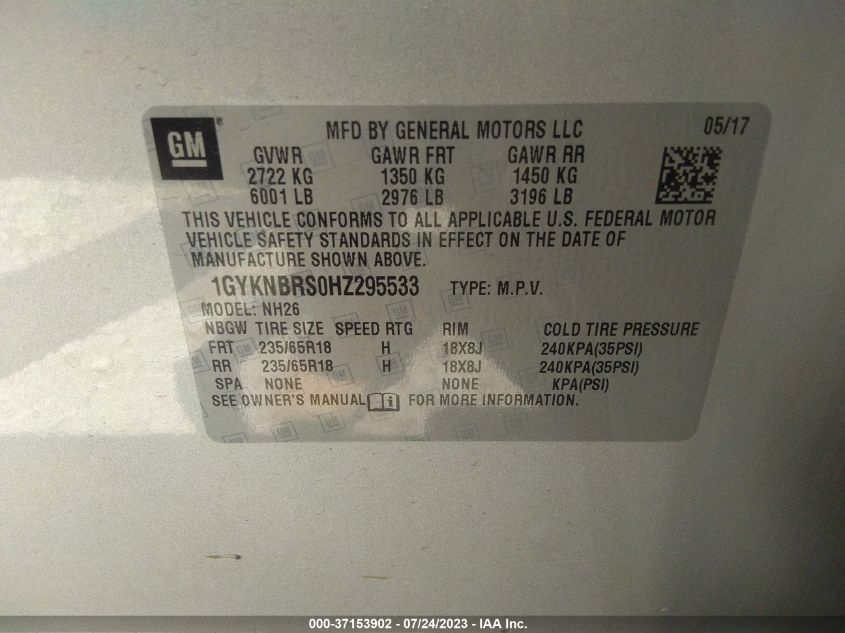 GM ®
MFD BY GENERAL MOTORS LLC 05/17
GVWR GAWR FRT GAWR RR
2722 KG 1350 KG 1450 KG
6001 LB 2976 LB 3196 LB
THIS VEHICLE CONFORMS TO ALL APPLICABLE U.S. FEDERAL MOTOR
VEHICLE SAFETY STANDARDS IN EFFECT ON THE DATE OF
MANUFACTURE SHOWN ABOVE.
1GYKNBRS0HZ295533 TYPE: M.P.V.
MODEL: NH26
NBGW TIRE SIZE SPEED RTG RIM COLD TIRE PRESSURE
FRT 235/65R18 H 18X8J 240KPA(35PSI)
RR 235/65R18 H 18X8J 240KPA(35PSI)
SPA NONE NONE KPA(PSI)
SEE OWNER'S MANUAL FOR MORE INFORMATION.
000-37153902 - 07/24/2023 - IAA Inc.